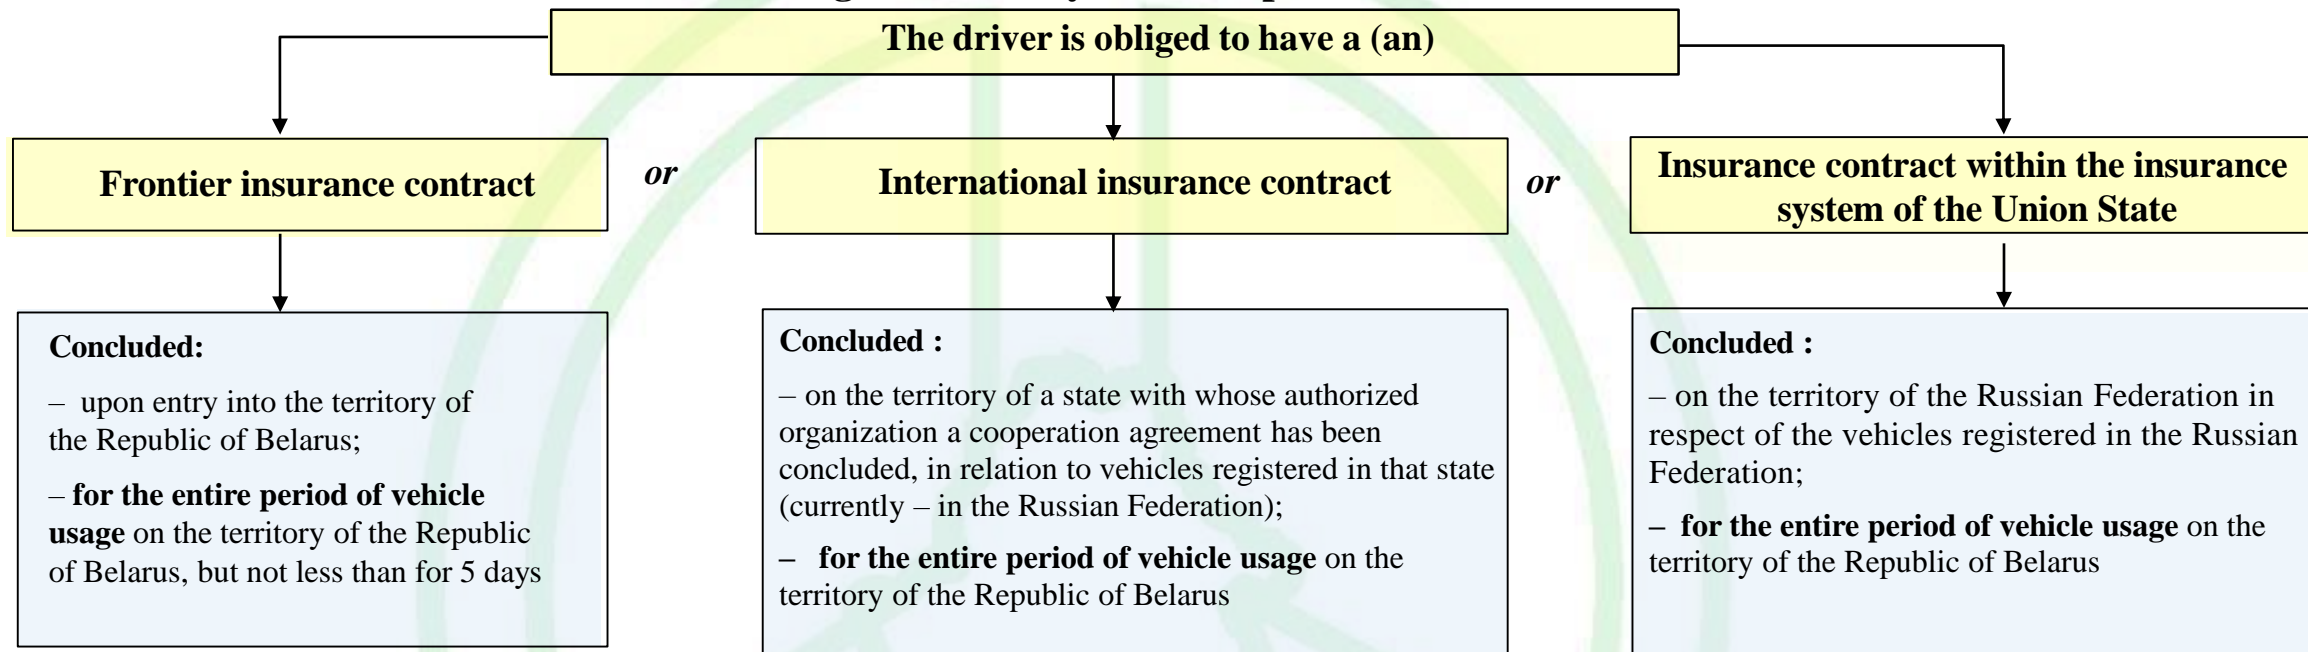 The driver is obliged to have a (an)
Frontier insurance contract
or
International insurance contract
or
Insurance contract within the insurance
system of the Union State
Concluded:
– upon entry into the territory of
the Republic of Belarus;
– for the entire period of vehicle
usage on the territory of the Republic
of Belarus, but not less than for 5 days
Concluded :
– on the territory of a state with whose authorized
organization a cooperation agreement has been
concluded, in relation to vehicles registered in that state
(currently – in the Russian Federation);
– for the entire period of vehicle usage on the
territory of the Republic of Belarus
Concluded :
– on the territory of the Russian Federation in
respect of the vehicles registered in the Russian
Federation;
– for the entire period of vehicle usage on the
territory of the Republic of Belarus